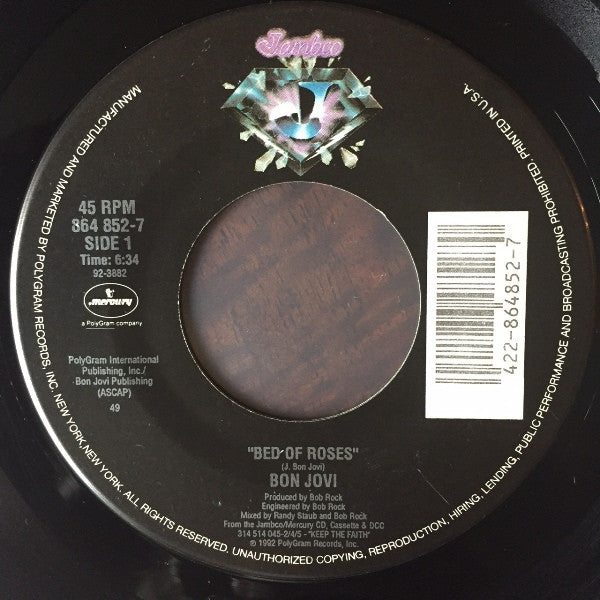 Jambco
J
45 RPM
864 852-7
SIDE 1
Time: 6:34
92-3882
mercury
a PolyGram company
PolyGram International
Publishing, Inc./
Bon Jovi Publishing
(ASCAP)
49
422-864852-7
"BED OF ROSES"
(J. Bon Jovi)
BON JOVI
Produced by Bob Rock
Engineered by Bob Rock
Mixed by Randy Staub and Bob Rock
From the Jambco/Mercury CD, Cassette & DCC
314 514 045-2/4/5 - "KEEP THE FAITH"
℗ 1992 PolyGram Records, Inc.
MANUFACTURED AND MARKETED BY POLYGRAM RECORDS, INC. NEW YORK, NEW YORK. ALL RIGHTS RESERVED. UNAUTHORIZED COPYING, REPRODUCTION, HIRING, LENDING, PUBLIC PERFORMANCE AND BROADCASTING PROHIBITED. PRINTED IN U.S.A.